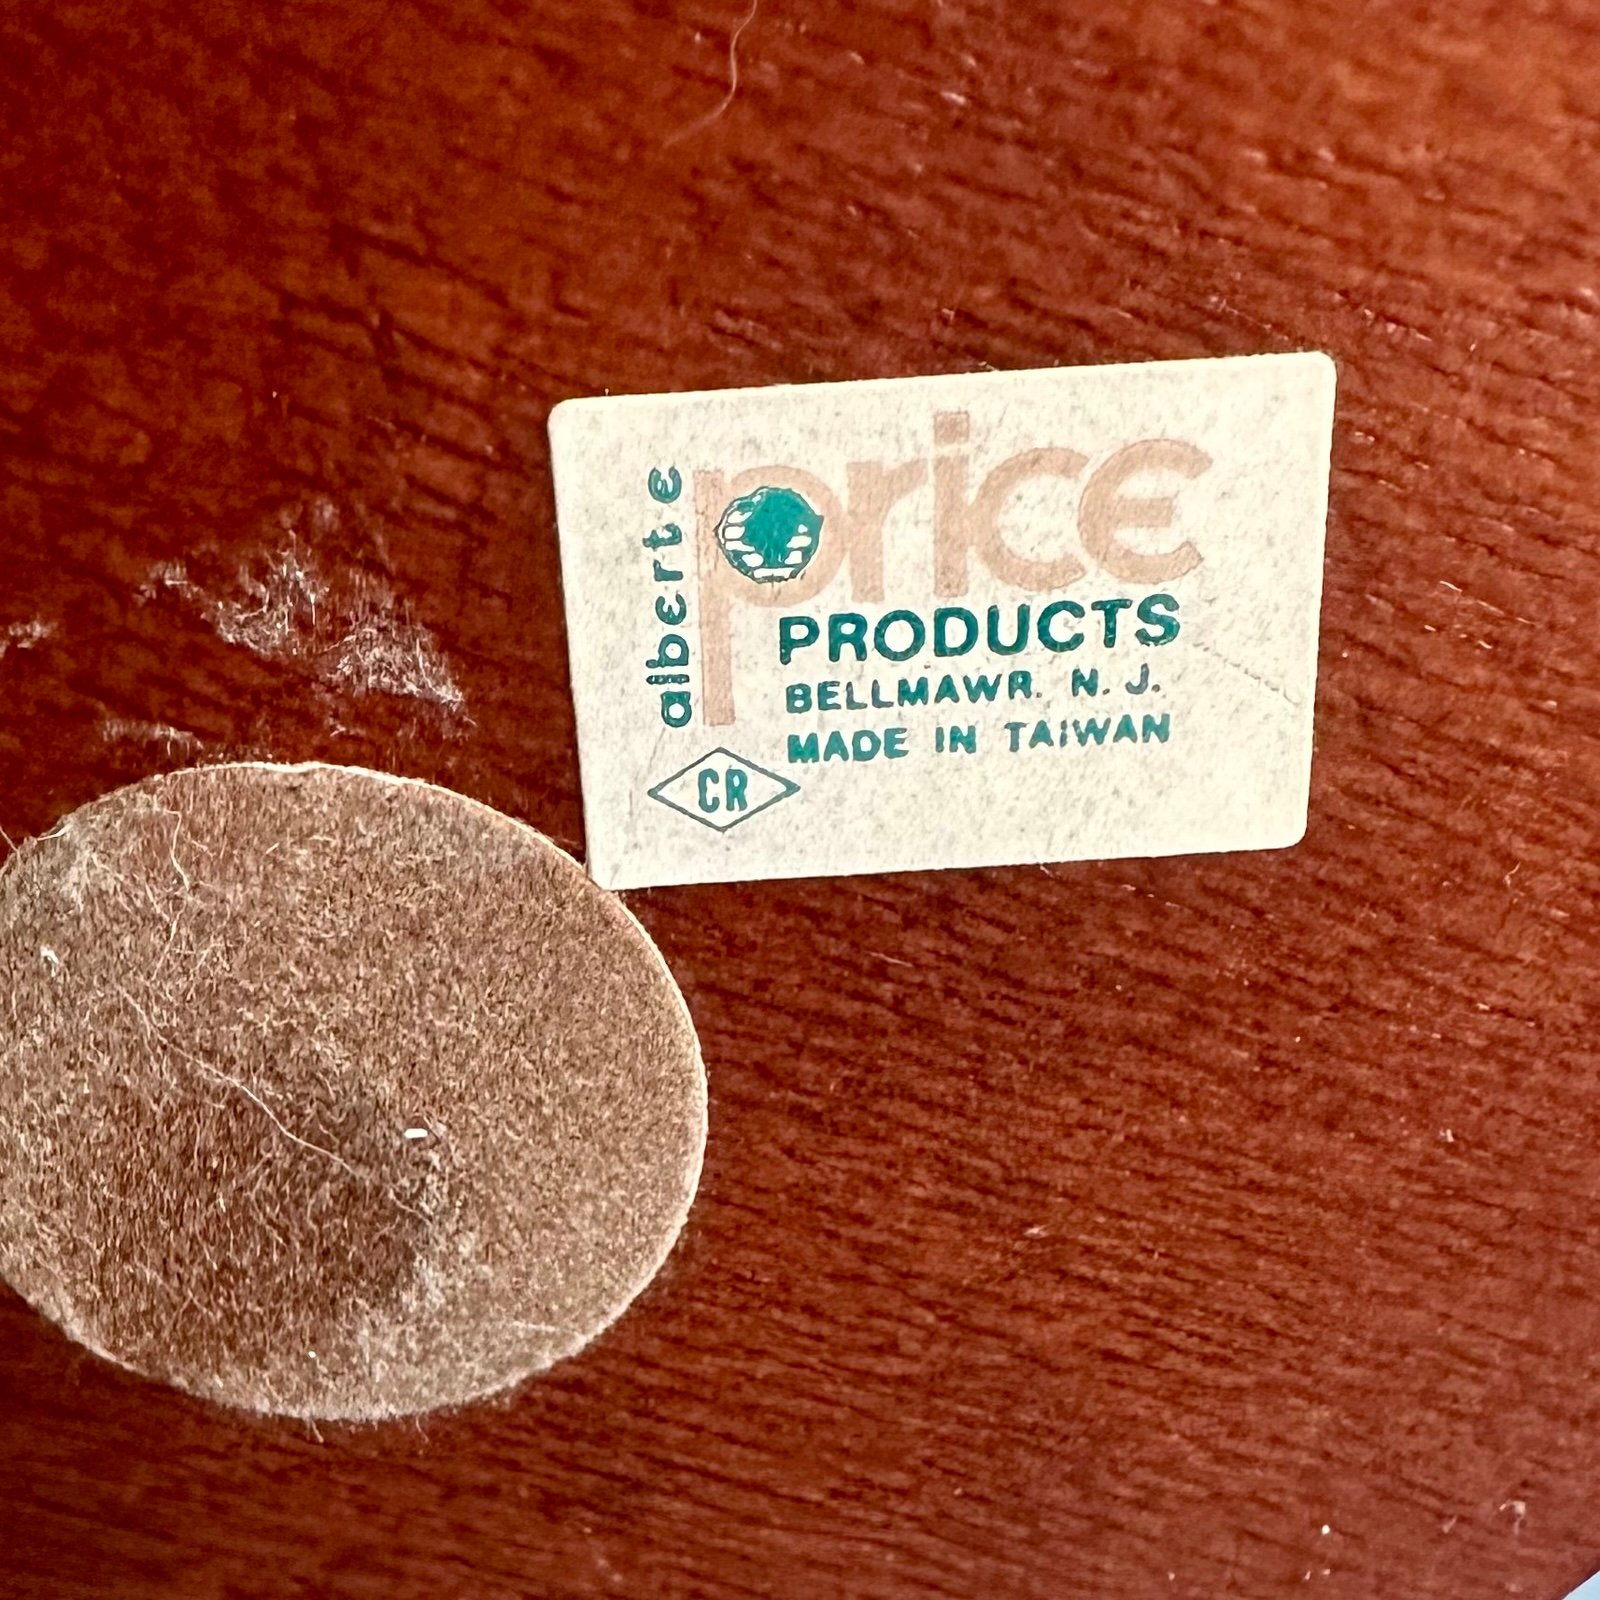 alberte
price
PRODUCTS
BELLMAWR. N. J.
MADE IN TAIWAN
CR